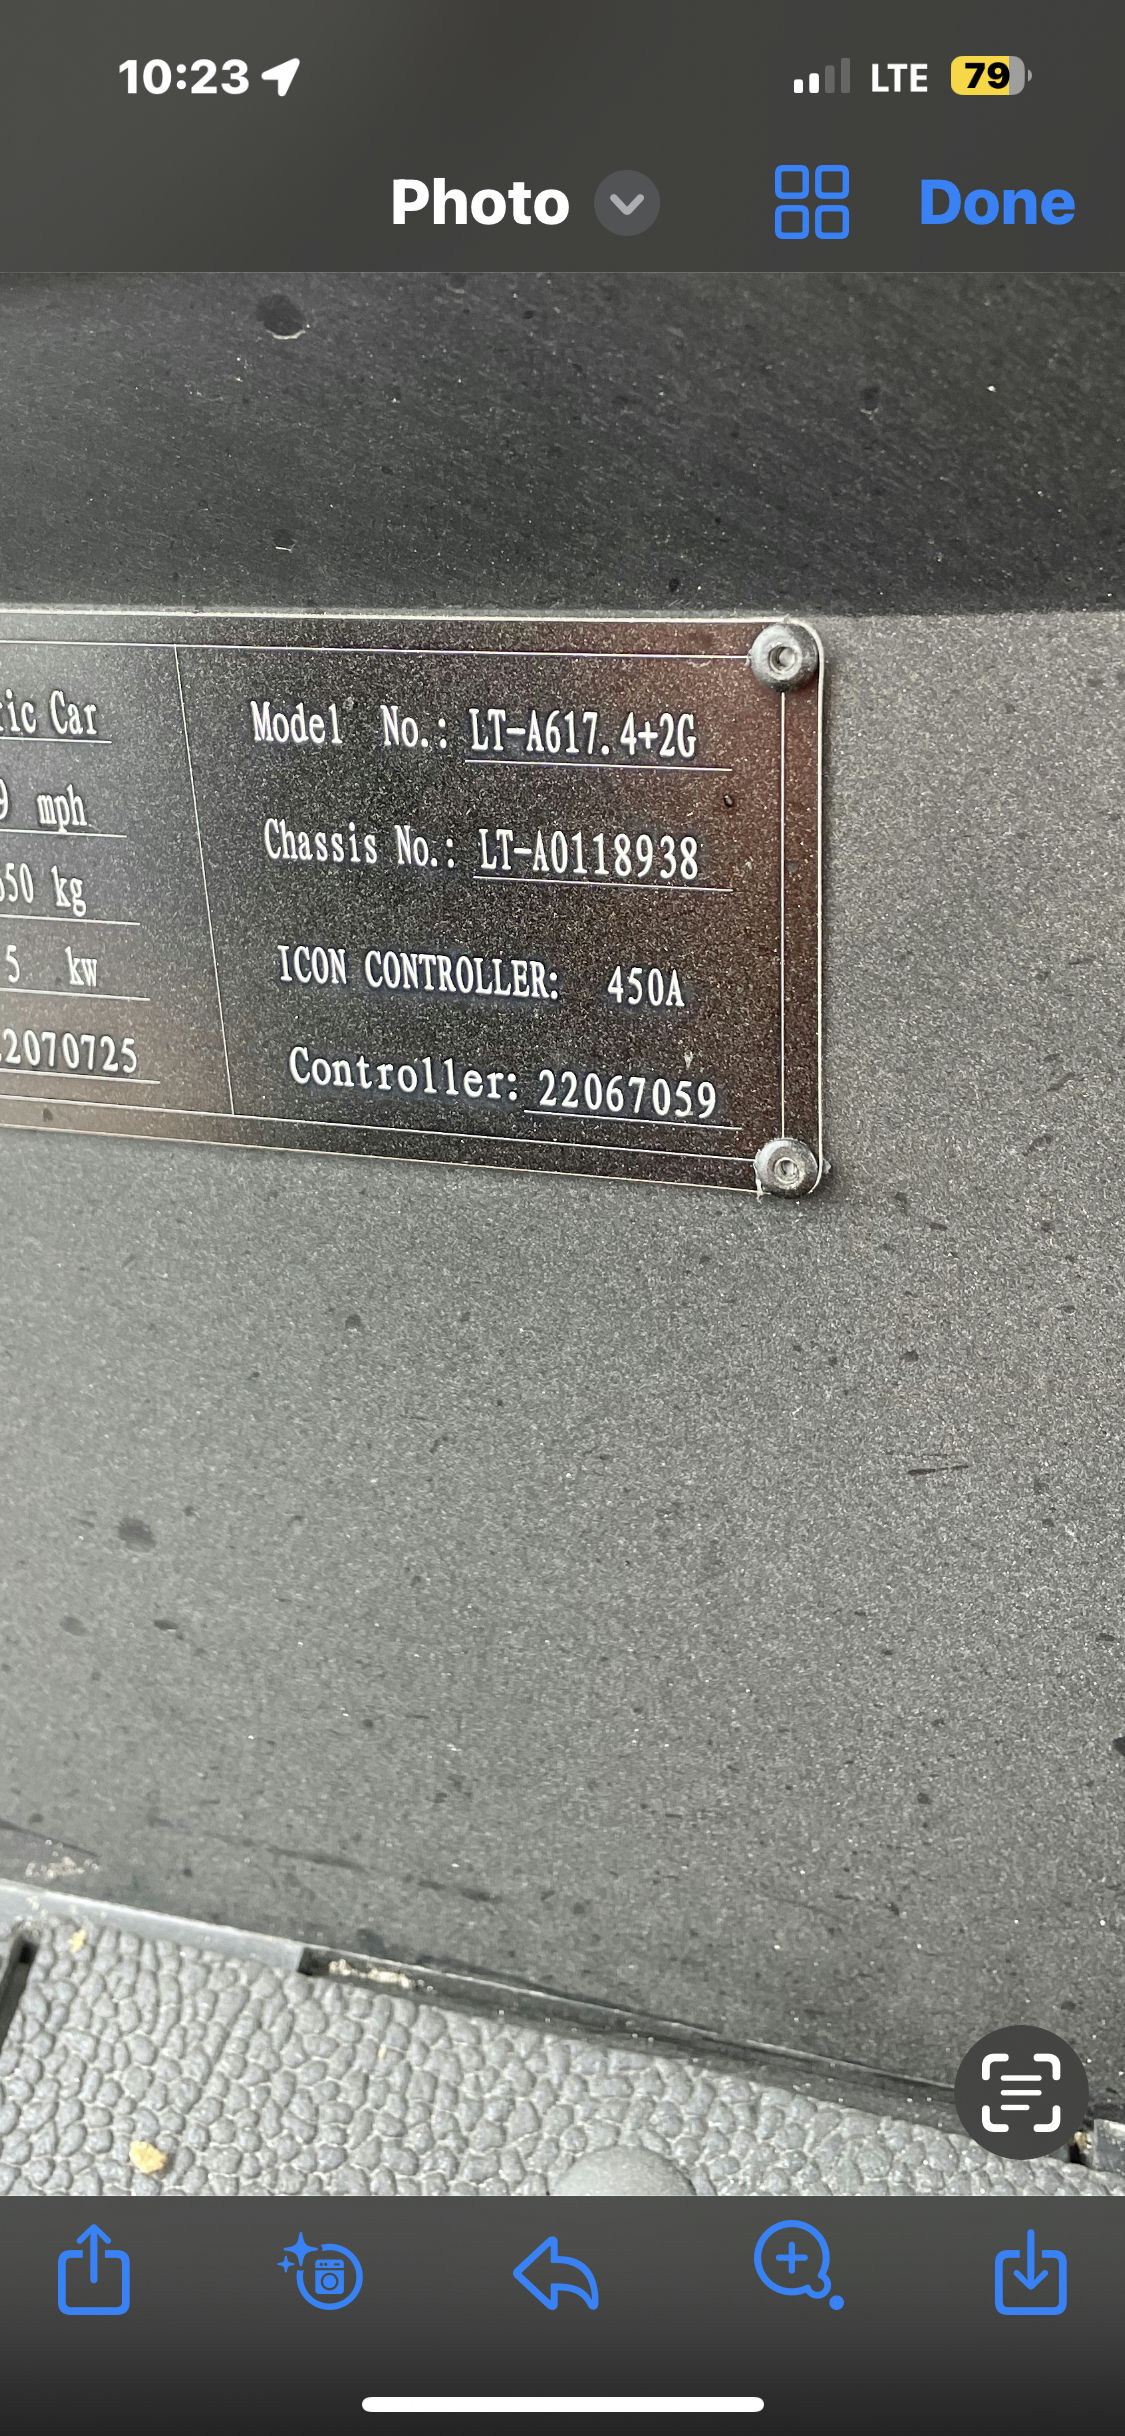 10:23
LTE 79
Photo
Done
Car
mph
kg
5 kw
2070725
Model No.: LT-A617.4+2G
Chassis No.: LT-A0118938
ICON CONTROLLER: 450A
Controller: 22067059